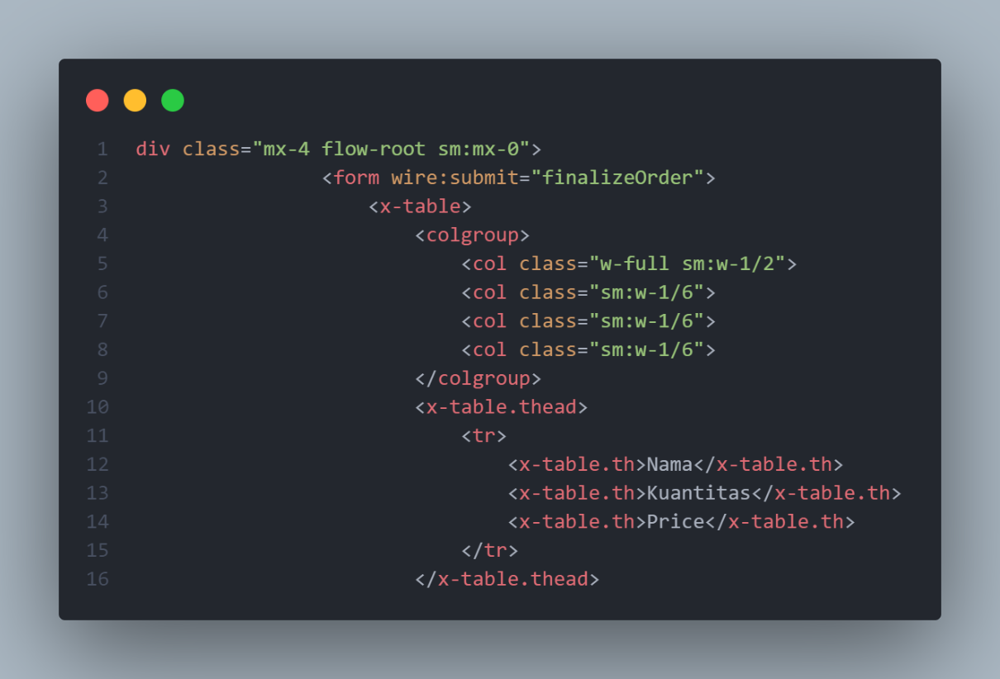 1 div class="mx-4 flow-root sm:mx-0">
2 <form wire:submit="finalizeOrder">
3 <x-table>
4 <colgroup>
5 <col class="w-full sm:w-1/2">
6 <col class="sm:w-1/6">
7 <col class="sm:w-1/6">
8 <col class="sm:w-1/6">
9 </colgroup>
10 <x-table.thead>
11 <tr>
12 <x-table.th>Nama</x-table.th>
13 <x-table.th>Kuantitas</x-table.th>
14 <x-table.th>Price</x-table.th>
15 </tr>
16 </x-table.thead>